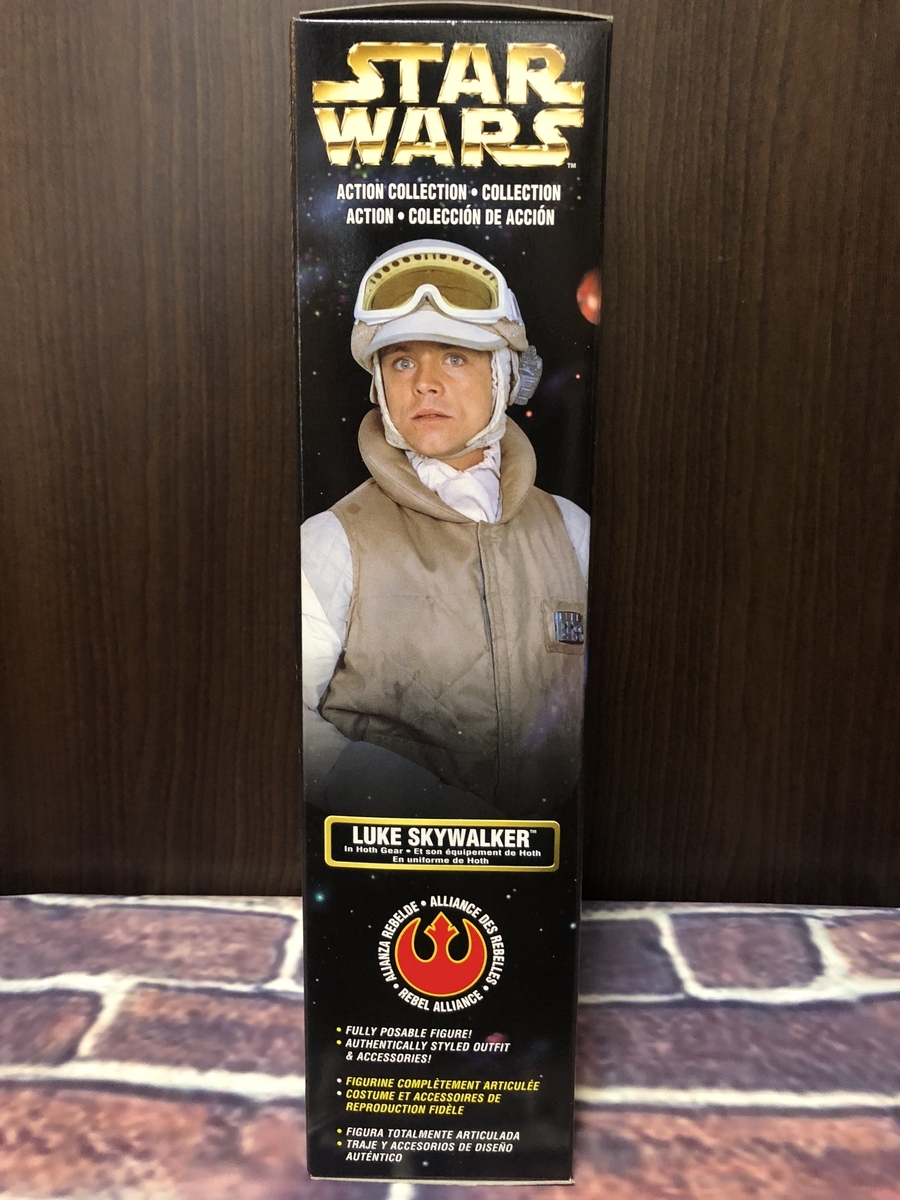 STAR
WARS™
ACTION COLLECTION • COLLECTION
ACTION • COLECCIÓN DE ACCIÓN
LUKE SKYWALKER™
In Hoth Gear • Et son équipement de Hoth
En uniforme de Hoth
• ALIANZA REBELDE • ALLIANCE DES REBELLES •
REBEL ALLIANCE
• FULLY POSABLE FIGURE!
• AUTHENTICALLY STYLED OUTFIT
& ACCESSORIES!
• FIGURINE COMPLÈTEMENT ARTICULÉE
• COSTUME ET ACCESSOIRES DE
REPRODUCTION FIDÈLE
• FIGURA TOTALMENTE ARTICULADA
• TRAJE Y ACCESORIOS DE DISEÑO
AUTÉNTICO